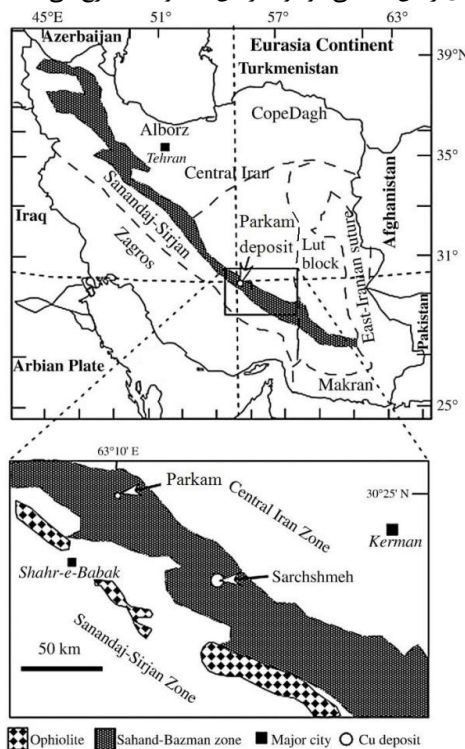 45°E
51°
57°
63°
Azerbaijan
Eurasia Continent
39°N
Turkmenistan
CopeDagh
Alborz
Tehran
35°
Central Iran
Afghanistan
Sanandaj-Sirjan
Iraq
Parkam
deposit
Lut
block
Zagros
East-Iranian suture
30°
Pakistan
Arbian Plate
Makran
25°
63°10' E
Parkam
Central Iran Zone
30°25' N
Kerman
Shahr-e-Babak
Sarchshmeh
Sanandaj-Sirjan Zone
50 km
Ophiolite
Sahand-Bazman zone
Major city
Cu deposit